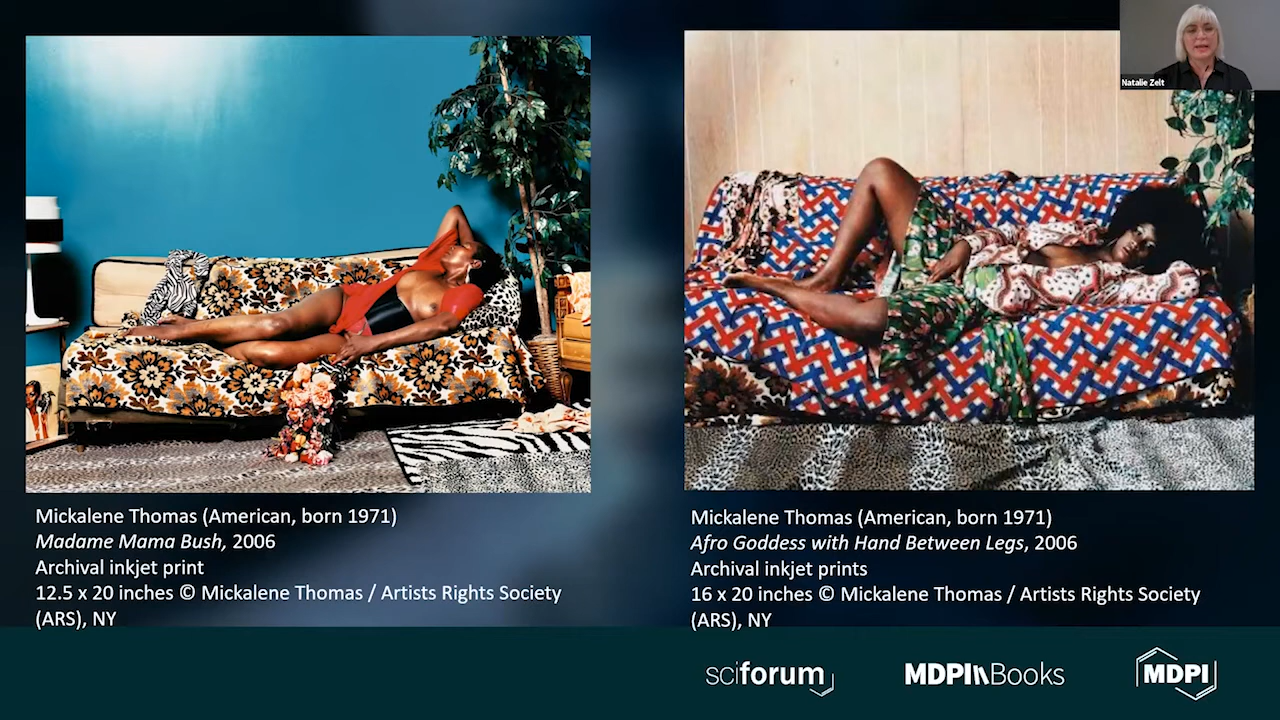 Natalie Zelt
Mickalene Thomas (American, born 1971)
Madame Mama Bush, 2006
Archival inkjet print
12.5 x 20 inches © Mickalene Thomas / Artists Rights Society
(ARS), NY
Mickalene Thomas (American, born 1971)
Afro Goddess with Hand Between Legs, 2006
Archival inkjet prints
16 x 20 inches © Mickalene Thomas / Artists Rights Society
(ARS), NY
sciforum
MDPI Books
MDPI